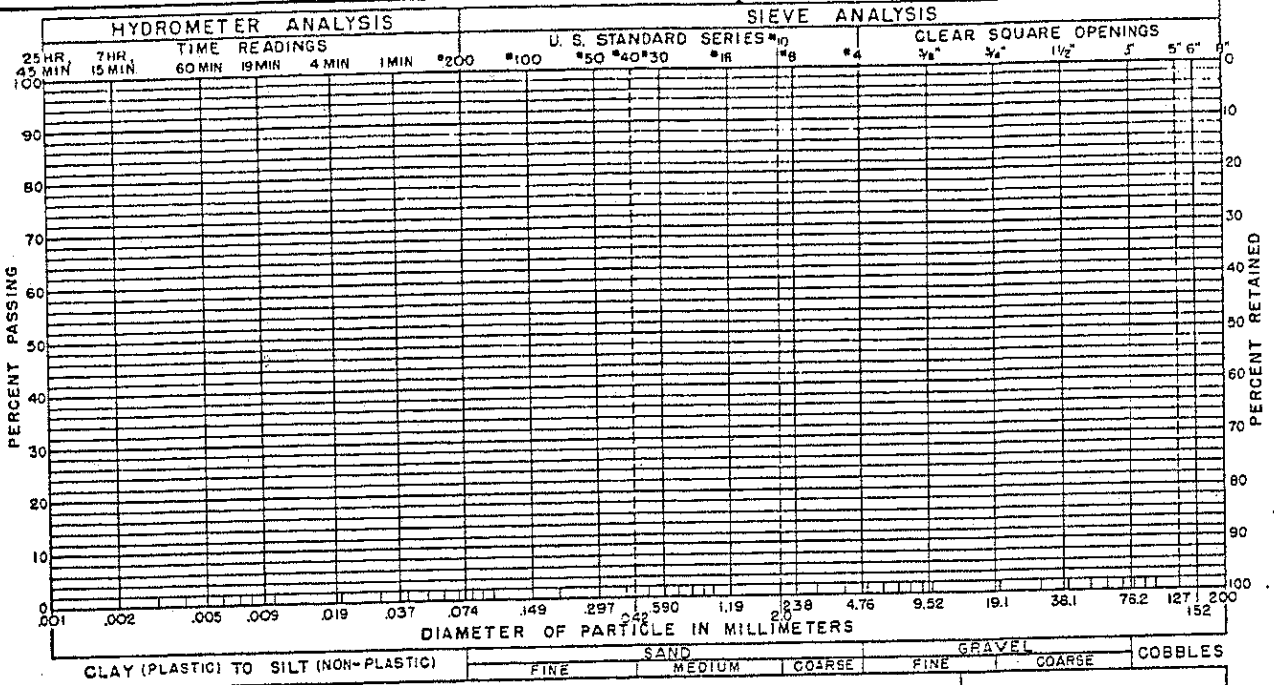 HYDROMETER ANALYSIS
SIEVE ANALYSIS
TIME READINGS
U. S. STANDARD SERIES
CLEAR SQUARE OPENINGS
25 HR, 7 HR, #10
45 MIN 15 MIN 60 MIN 19 MIN 4 MIN 1 MIN #200 #100 #50 #40 #30 #16 #8 #4 3/8" 3/4" 1 1/2" 3" 5" 6" 8"
100 0
90 10
80 20
70 30
60 40
50 50
40 60
30 70
20 80
10 90
0 100
PERCENT PASSING
PERCENT RETAINED
.001 .002 .005 .009 .019 .037 .074 .149 .297 .590 1.19 2.38 4.76 9.52 19.1 38.1 76.2 127 200
.042 2.0 152
DIAMETER OF PARTICLE IN MILLIMETERS
CLAY (PLASTIC) TO SILT (NON-PLASTIC) SAND GRAVEL COBBLES
FINE MEDIUM COARSE FINE COARSE